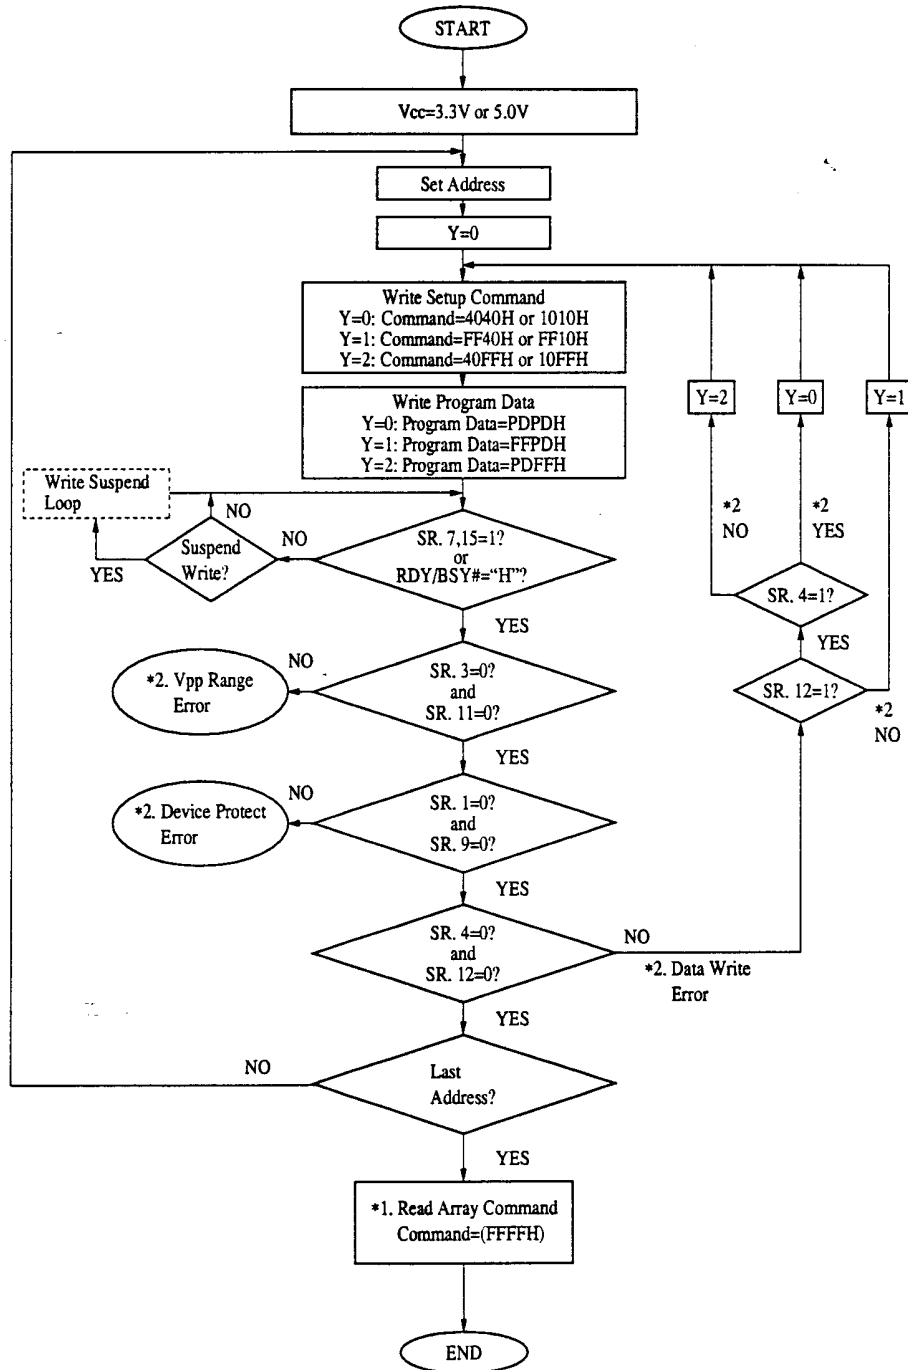 START
Vcc=3.3V or 5.0V
Set Address
Y=0
Write Setup Command
Y=0: Command=4040H or 1010H
Y=1: Command=FF40H or FF10H
Y=2: Command=40FFH or 10FFH
Write Program Data
Y=0: Program Data=PDPDH
Y=1: Program Data=FFPDH
Y=2: Program Data=PDFFH
Y=2
Y=0
Y=1
Write Suspend
Loop
NO
YES
Suspend
Write?
NO
SR. 7,15=1?
or
RDY/BSY#=“H”?
YES
*2
NO
*2
YES
SR. 4=1?
YES
SR. 12=1?
*2
NO
*2. Vpp Range
Error
NO
SR. 3=0?
and
SR. 11=0?
YES
*2. Device Protect
Error
NO
SR. 1=0?
and
SR. 9=0?
YES
SR. 4=0?
and
SR. 12=0?
NO
*2. Data Write
Error
YES
NO
Last
Address?
YES
*1. Read Array Command
Command=(FFFFH)
END